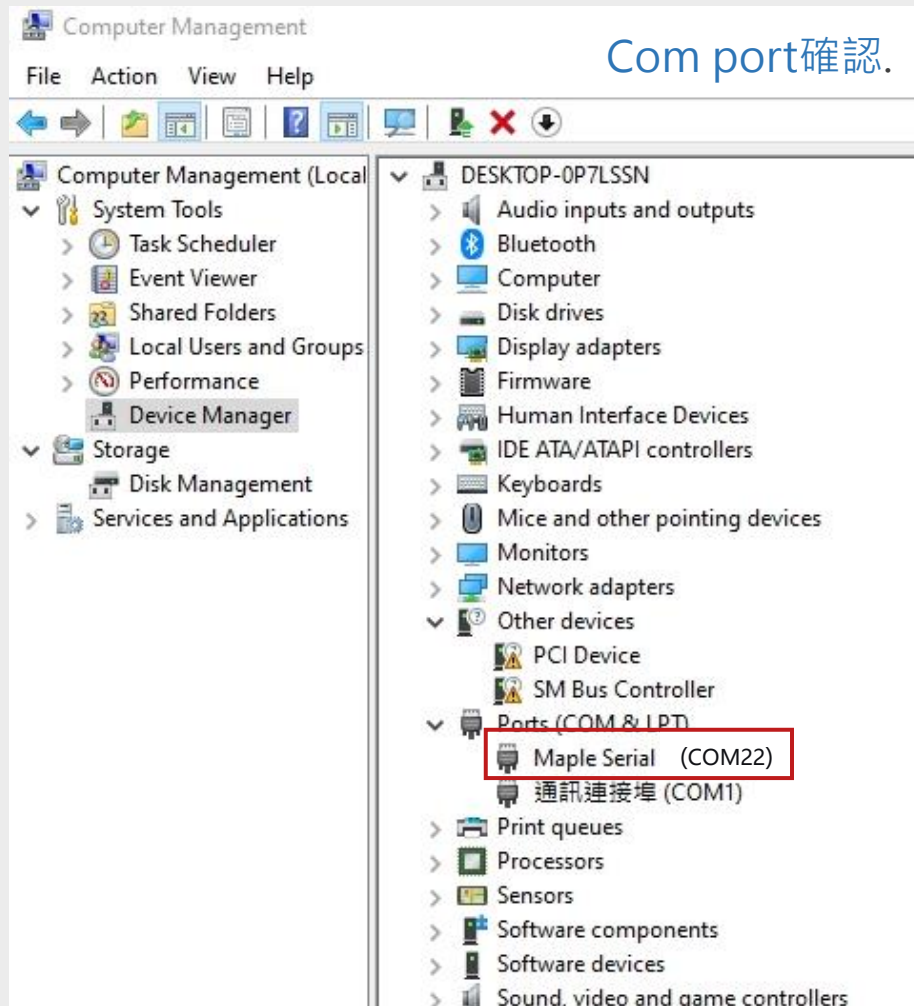 Computer Management
Com port確認.
File Action View Help
Computer Management (Local
System Tools
Task Scheduler
Event Viewer
Shared Folders
Local Users and Groups
Performance
Device Manager
Storage
Disk Management
Services and Applications
DESKTOP-0P7LSSN
Audio inputs and outputs
Bluetooth
Computer
Disk drives
Display adapters
Firmware
Human Interface Devices
IDE ATA/ATAPI controllers
Keyboards
Mice and other pointing devices
Monitors
Network adapters
Other devices
PCI Device
SM Bus Controller
Ports (COM & LPT)
Maple Serial (COM22)
通訊連接埠 (COM1)
Print queues
Processors
Sensors
Software components
Software devices
Sound, video and game controllers